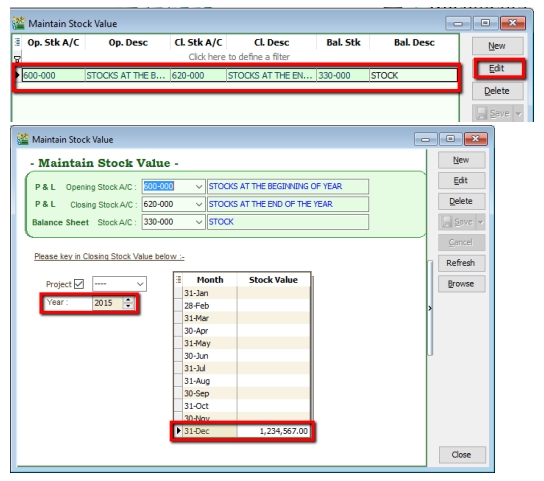 Maintain Stock Value
Op. Stk A/C Op. Desc Cl. Stk A/C Cl. Desc Bal. Stk Bal. Desc
Click here to define a filter
600-000 STOCKS AT THE B... 620-000 STOCKS AT THE EN... 330-000 STOCK
New
Edit
Delete
Save
Maintain Stock Value
- Maintain Stock Value -
P & L Opening Stock A/C : 600-000 STOCKS AT THE BEGINNING OF YEAR
P & L Closing Stock A/C : 620-000 STOCKS AT THE END OF THE YEAR
Balance Sheet Stock A/C : 330-000 STOCK
Please key in Closing Stock Value below :-
Project ----
Year : 2015
Month Stock Value
31-Jan
28-Feb
31-Mar
30-Apr
31-May
30-Jun
31-Jul
31-Aug
30-Sep
31-Oct
30-Nov
31-Dec 1,234,567.00
New
Edit
Delete
Save
Cancel
Refresh
Browse
Close